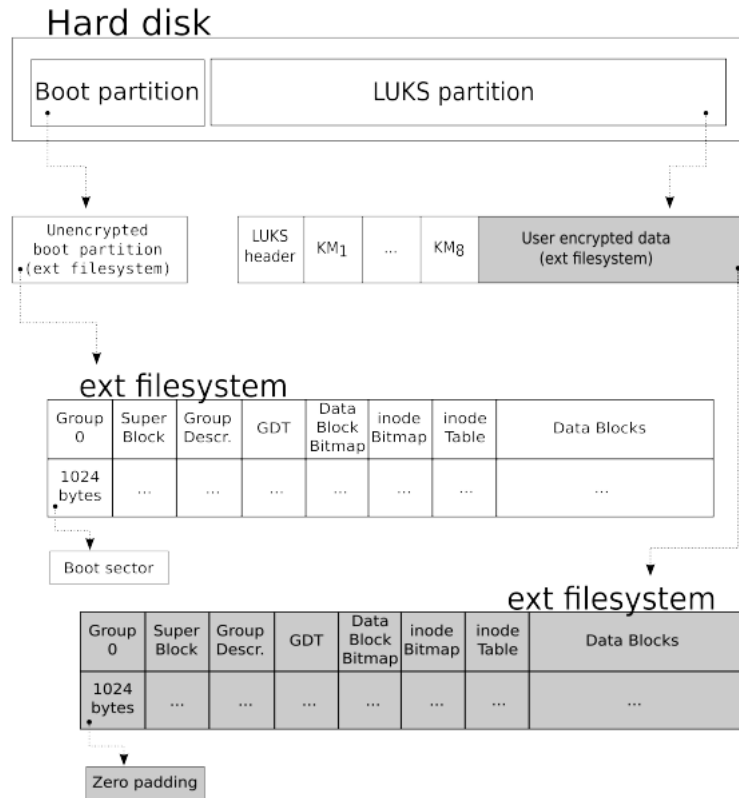 Hard disk
Boot partition
LUKS partition
Unencrypted
boot partition
(ext filesystem)
LUKS
header
KM1
...
KM8
User encrypted data
(ext filesystem)
ext filesystem
Group
0
Super
Block
Group
Descr.
GDT
Data
Block
Bitmap
inode
Bitmap
inode
Table
Data Blocks
1024
bytes
...
...
...
...
...
...
...
Boot sector
ext filesystem
Group
0
Super
Block
Group
Descr.
GDT
Data
Block
Bitmap
inode
Bitmap
inode
Table
Data Blocks
1024
bytes
...
...
...
...
...
...
...
Zero padding